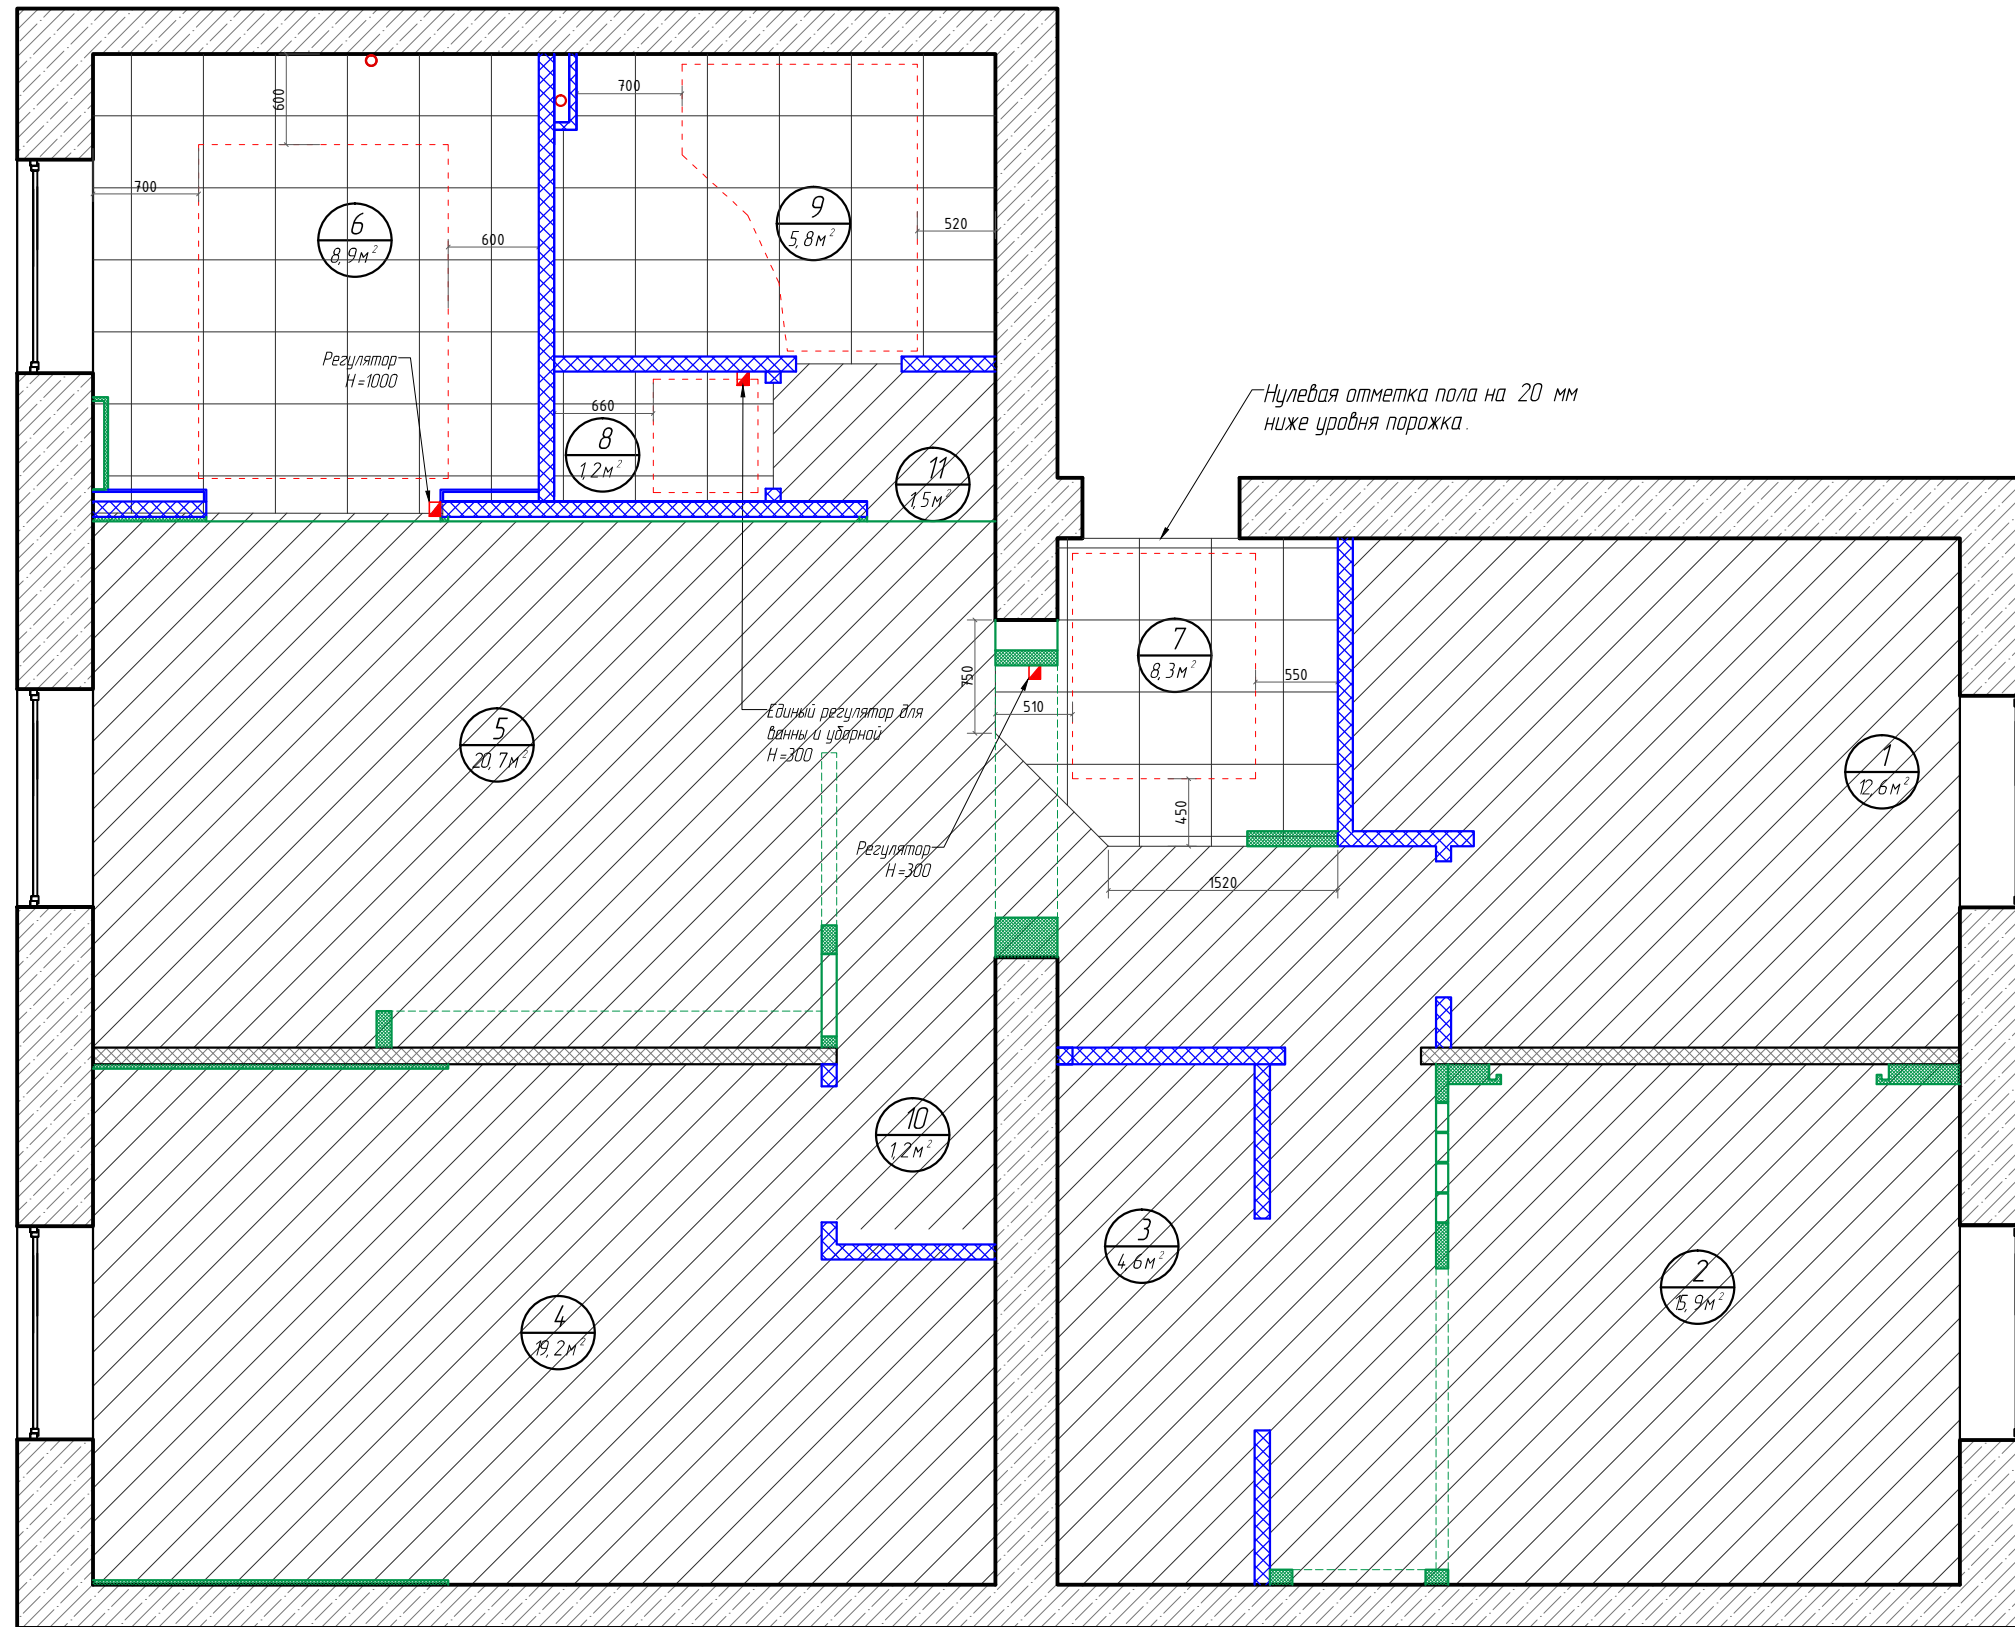 600
700
700
6
8,9м²
9
5,8м²
520
600
Регулятор
H=1000
660
8
1,2м²
11
1,5м²
Нулевая отметка пола на 20 мм
ниже уровня порожка.
7
8,3м²
750
550
510
5
20,7м²
Единый регулятор для
ванны и уборной
H=300
1
12,6м²
450
Регулятор
H=300
1520
10
1,2м²
3
4,6м²
2
15,9м²
4
19,2м²